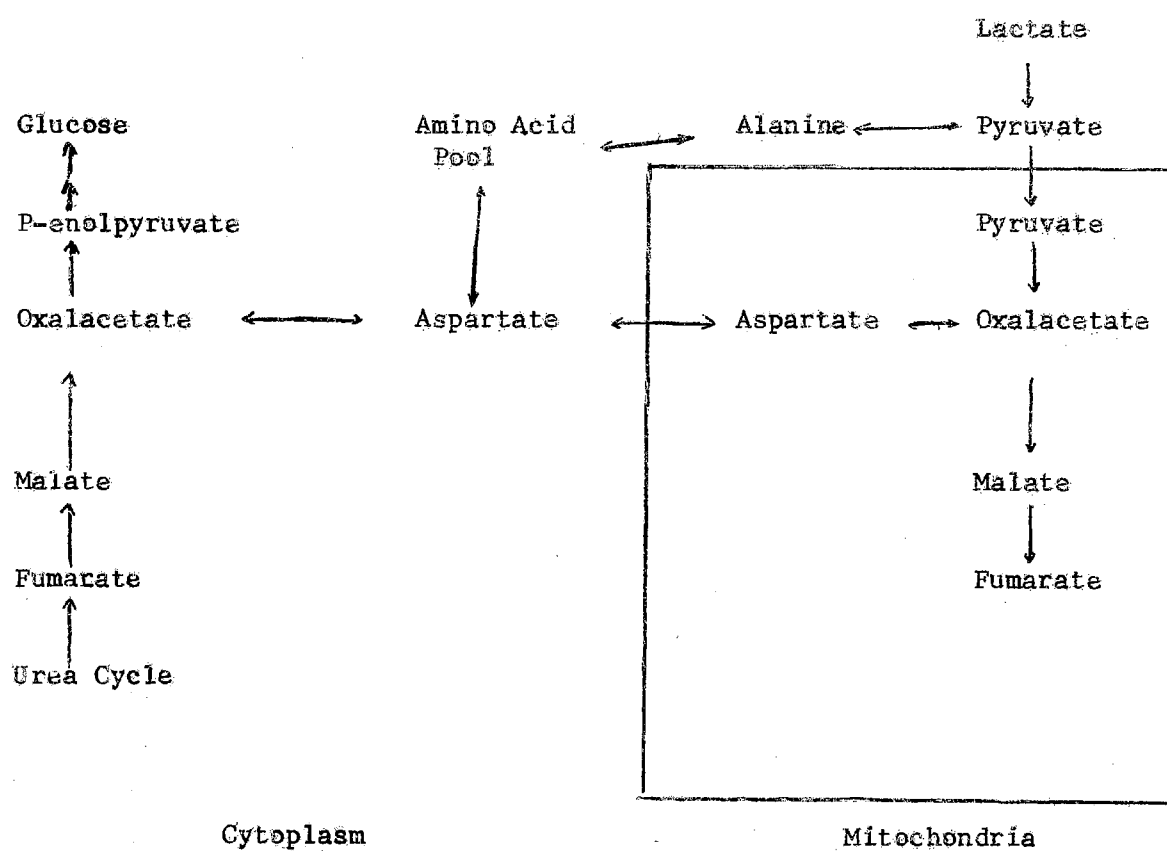 Lactate
Glucose
Amino Acid
Pool
Alanine
Pyruvate
P-enolpyruvate
Pyruvate
Oxalacetate
Aspartate
Aspartate
Oxalacetate
Malate
Malate
Fumarate
Fumarate
Urea Cycle
Cytoplasm
Mitochondria